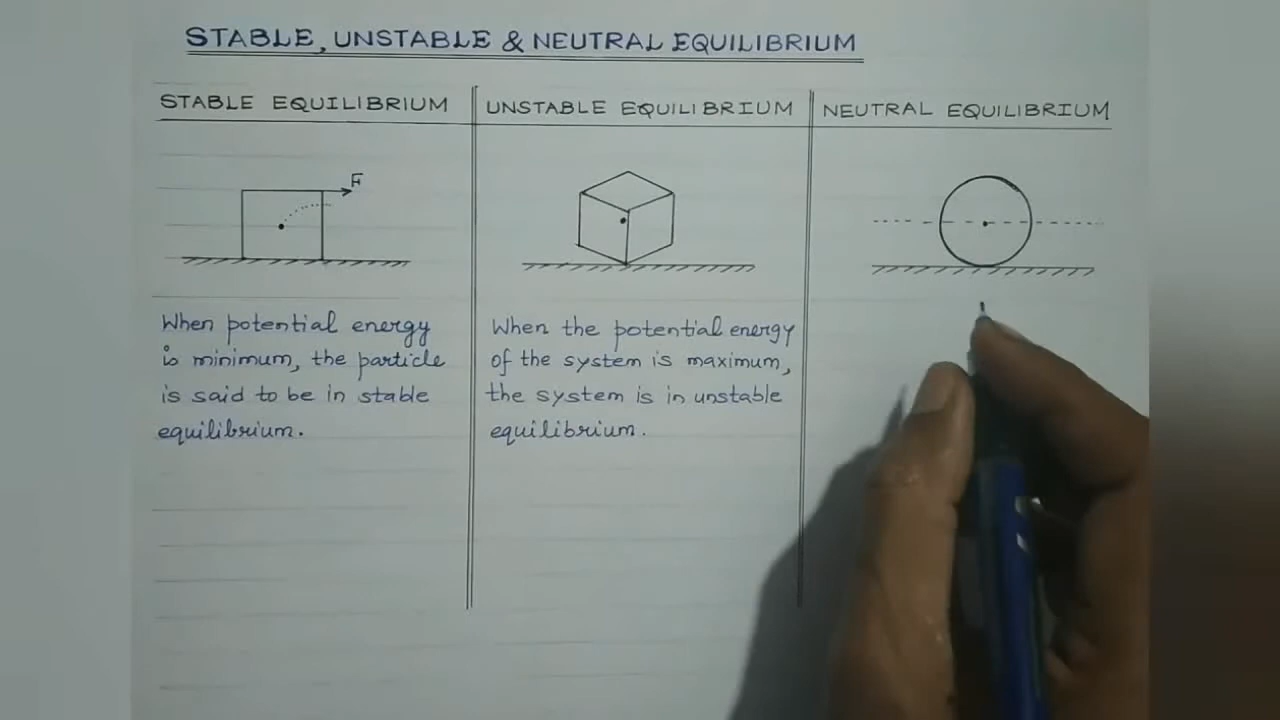 STABLE, UNSTABLE & NEUTRAL EQUILIBRIUM
STABLE EQUILIBRIUM
F
When potential energy
is minimum, the particle
is said to be in stable
equilibrium.
UNSTABLE EQUILIBRIUM
When the potential energy
of the system is maximum,
the system is in unstable
equilibrium.
NEUTRAL EQUILIBRIUM